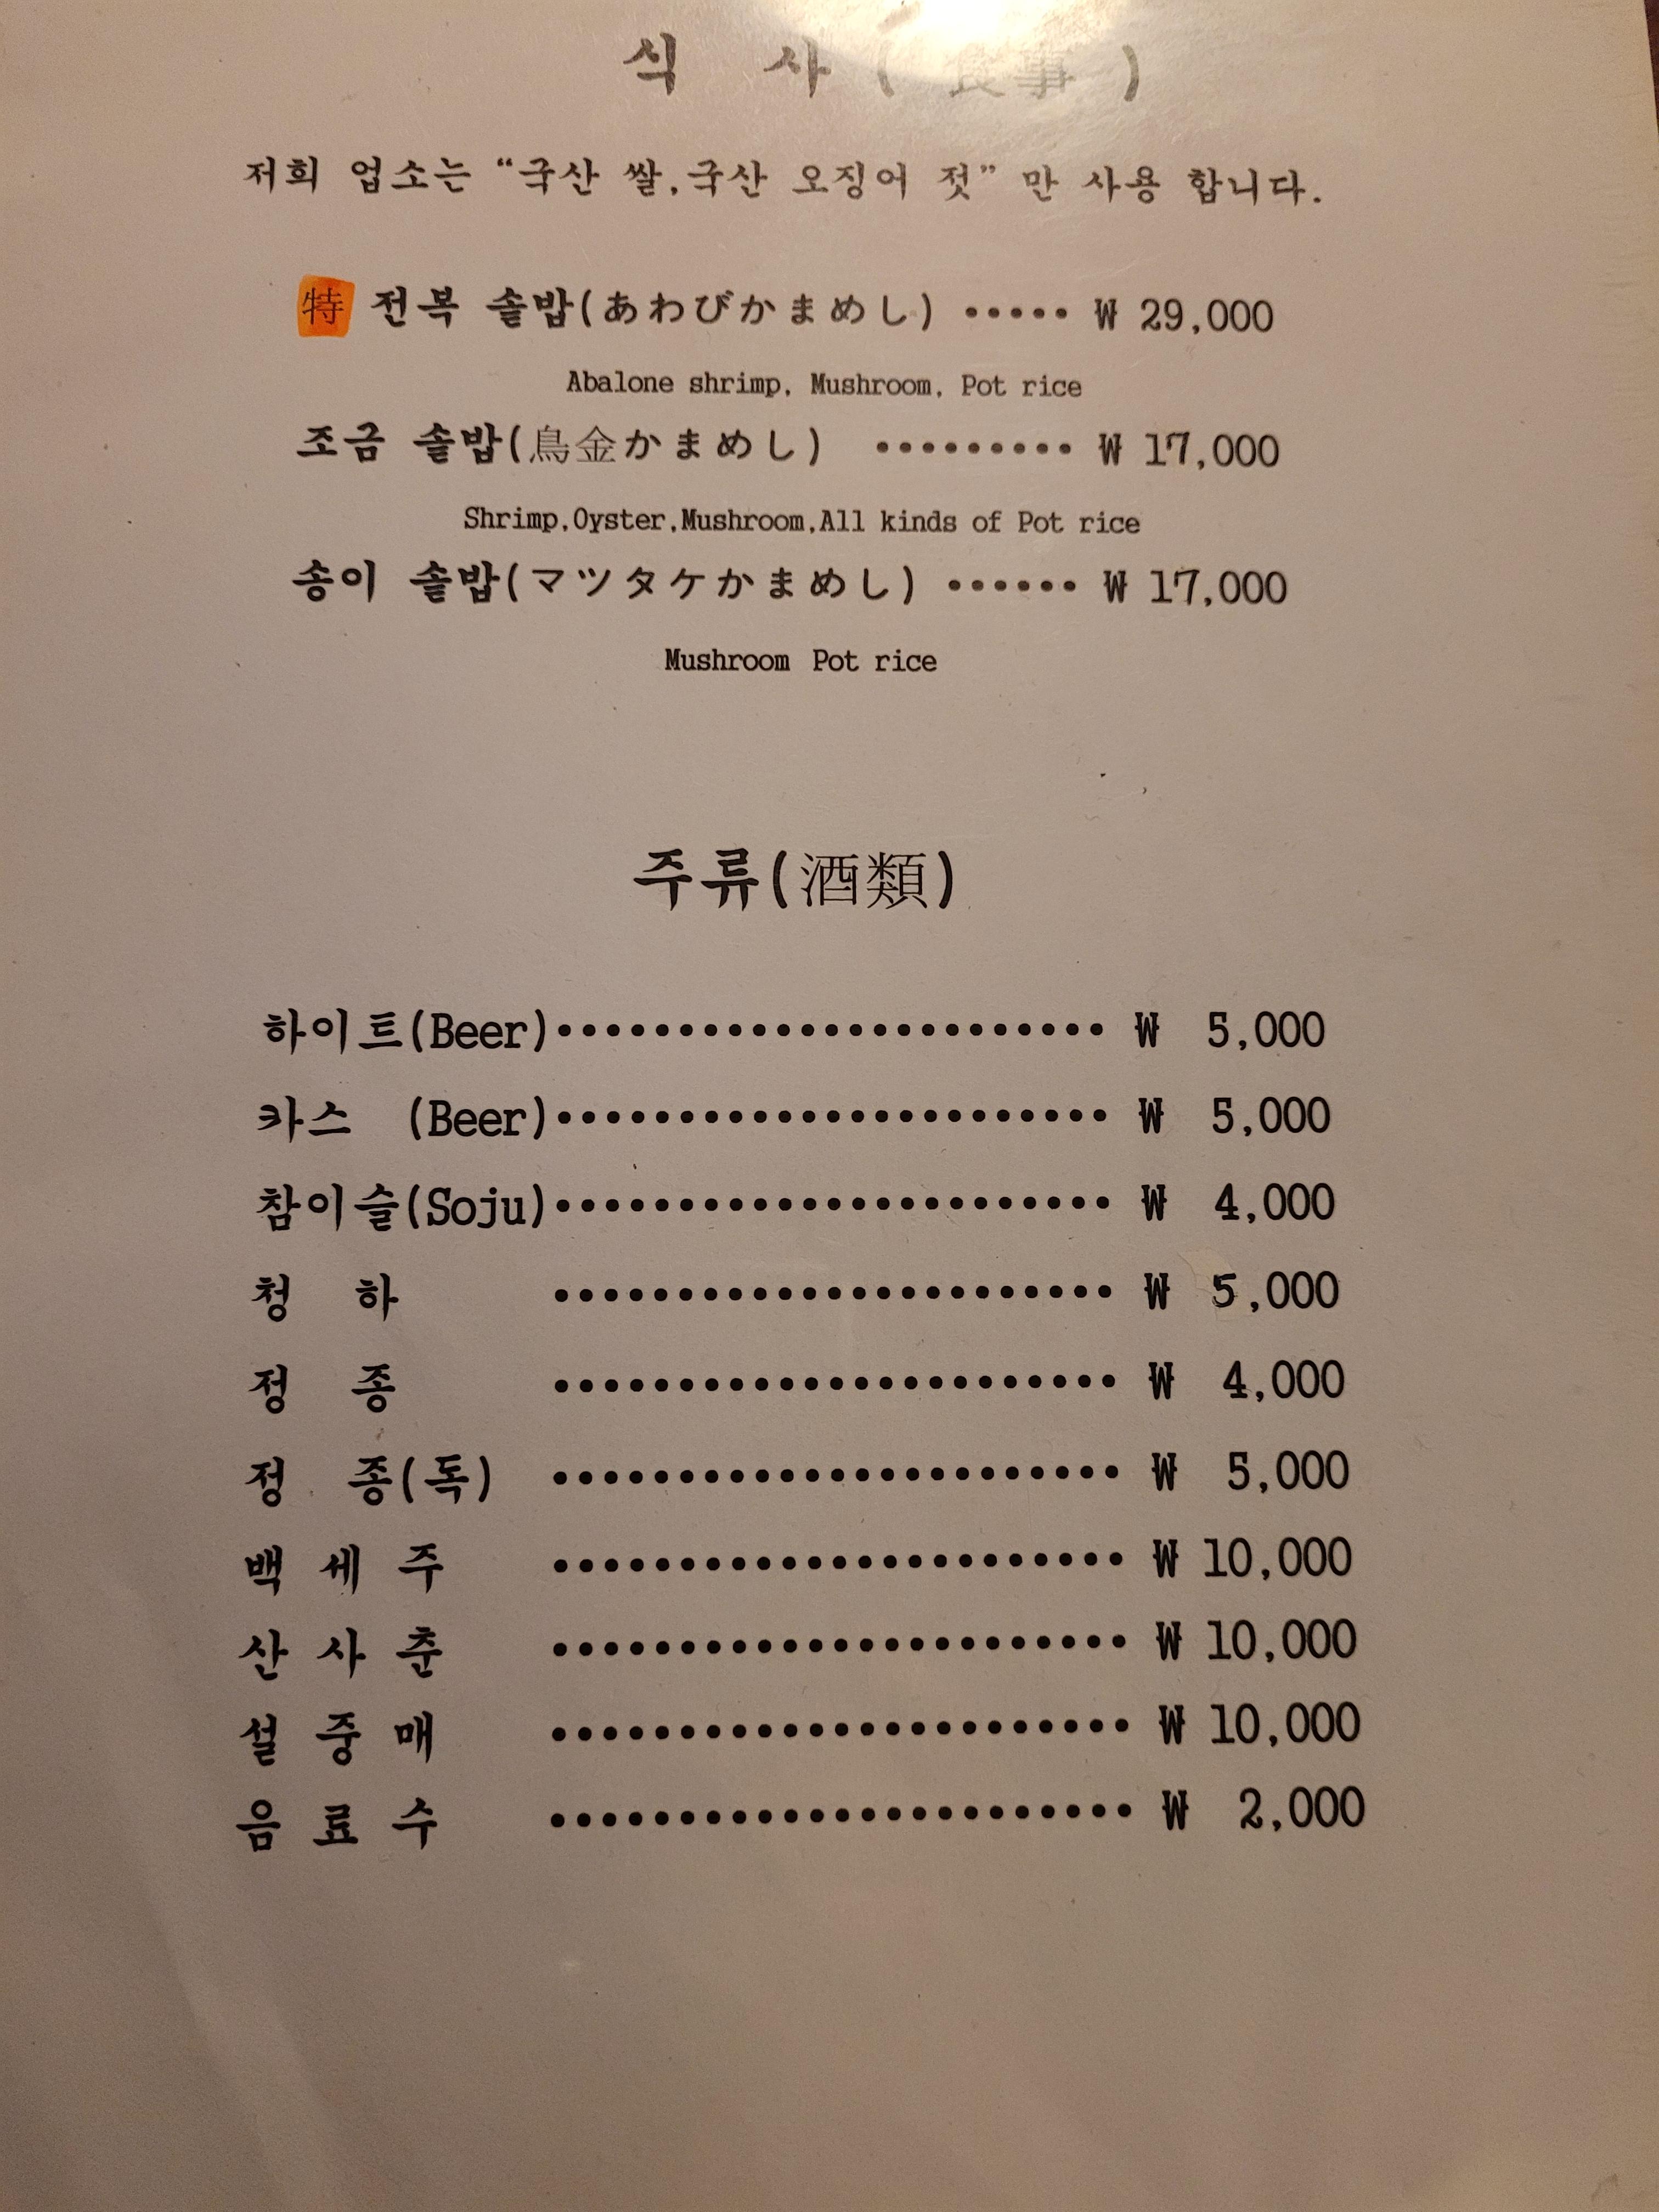 식 사 ( 食事 )
저희 업소는 “국산 쌀,국산 오징어 젓” 만 사용 합니다.
特 전복 솥밥(あわびかまめし) ····· ₩ 29,000
Abalone shrimp, Mushroom, Pot rice
조금 솥밥(鳥金かまめし) ········· ₩ 17,000
Shrimp,Oyster,Mushroom,All kinds of Pot rice
송이 솥밥(マツタケかまめし) ······ ₩ 17,000
Mushroom Pot rice
주류(酒類)
하이트(Beer)······················ ₩ 5,000
카스 (Beer)······················ ₩ 5,000
참이슬(Soju)······················ ₩ 4,000
청 하 ······················· ₩ 5,000
정 종 ······················· ₩ 4,000
정 종(독) ······················· ₩ 5,000
백 세 주 ······················· ₩ 10,000
산 사 춘 ······················· ₩ 10,000
설 중 매 ······················· ₩ 10,000
음 료 수 ······················· ₩ 2,000